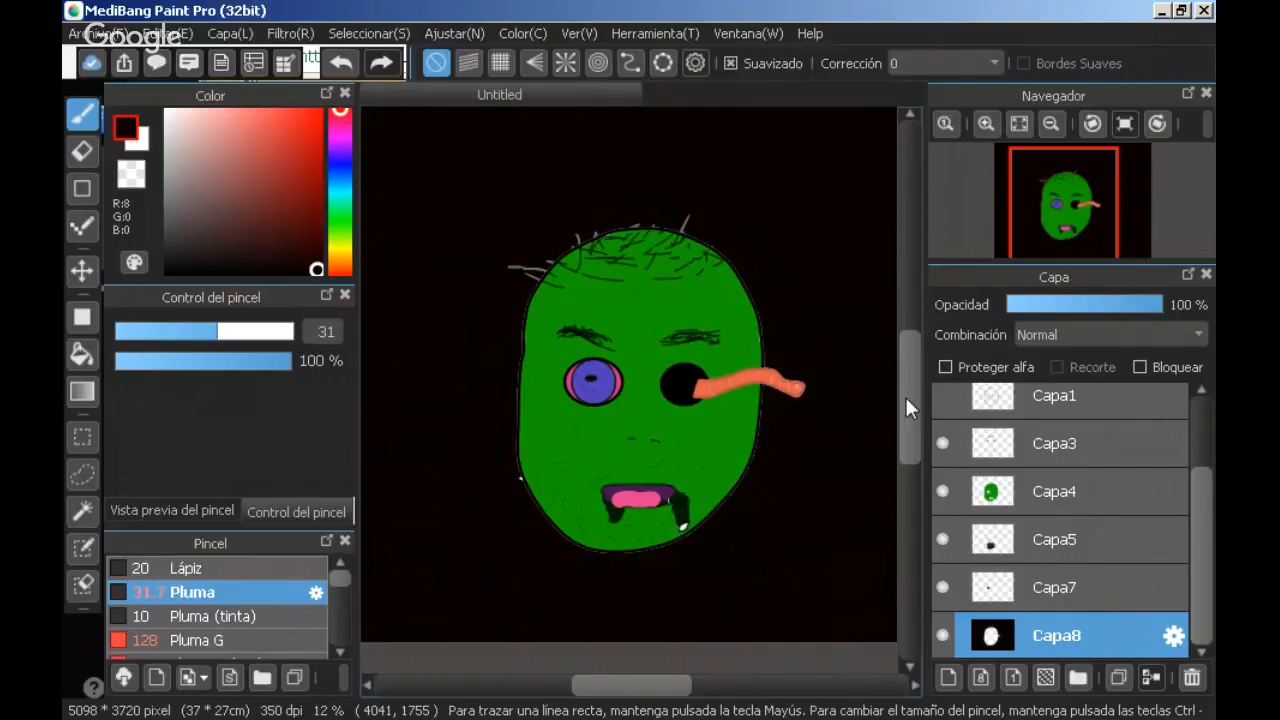 MediBang Paint Pro (32bit)
Archivo(F) Editar(E) Capa(L) Filtro(R) Seleccionar(S) Ajustar(N) Color(C) Ver(V) Herramienta(T) Ventana(W) Help
Google
Suavizado Corrección 0 Bordes Suaves
Color
Untitled
Navegador
R:8
G:0
B:0
Control del pincel
31
100 %
Vista previa del pincel Control del pincel
Pincel
20 Lápiz
31.7 Pluma
10 Pluma (tinta)
128 Pluma G
Capa
Opacidad 100 %
Combinación Normal
Proteger alfa Recorte Bloquear
Capa1
Capa3
Capa4
Capa5
Capa7
Capa8
5098 * 3720 pixel (37 * 27cm) 350 dpi 12 % ( 4041, 1755 ) Para trazar una línea recta, mantenga pulsada la tecla Mayús. Para cambiar el tamaño del pincel, mantenga pulsada las teclas Ctrl -